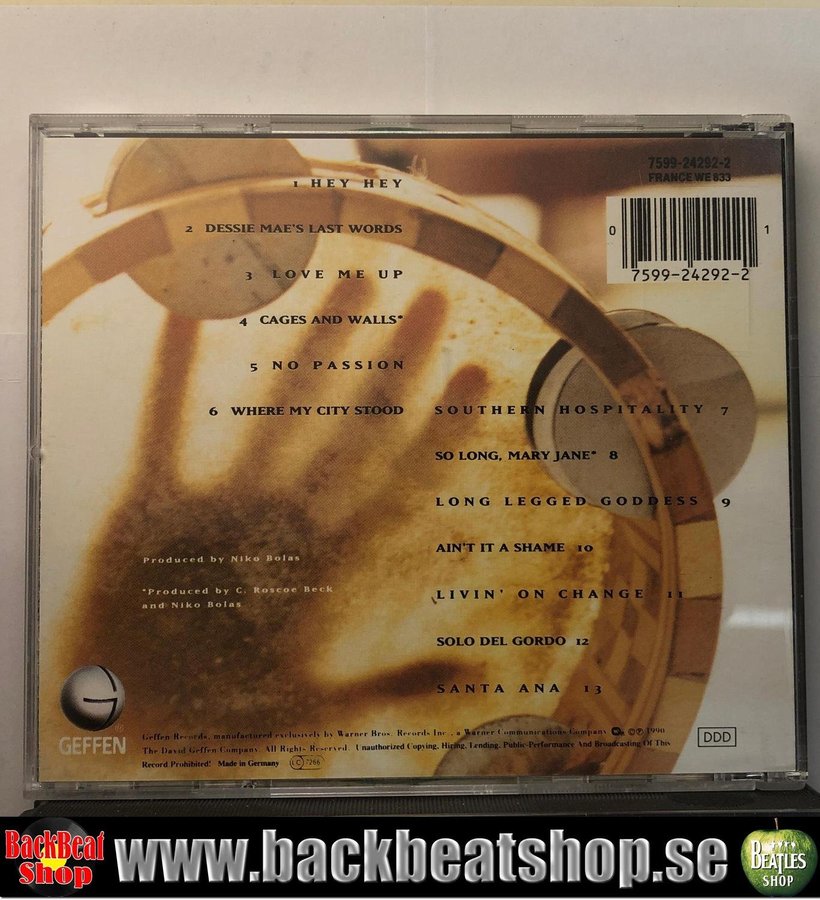 7599-24292-2
FRANCE WE 833
0 1
7599-24292-2
1 HEY HEY
2 DESSIE MAE'S LAST WORDS
3 LOVE ME UP
4 CAGES AND WALLS*
5 NO PASSION
6 WHERE MY CITY STOOD
SOUTHERN HOSPITALITY 7
SO LONG, MARY JANE* 8
LONG LEGGED GODDESS 9
AIN'T IT A SHAME 10
LIVIN' ON CHANGE 11
SOLO DEL GORDO 12
SANTA ANA 13
Produced by Niko Bolas
*Produced by C. Roscoe Beck
and Niko Bolas
GEFFEN
Geffen Records, manufactured exclusively by Warner Bros. Records Inc., a Warner Communications Company ©℗ 1990
The David Geffen Company. All Rights Reserved. Unauthorized Copying, Hiring, Lending, Public-Performance And Broadcasting Of This
Record Prohibited! Made in Germany LC 7266
DDD
BackBeat
Shop
www.backbeatshop.se
BEATLES
SHOP